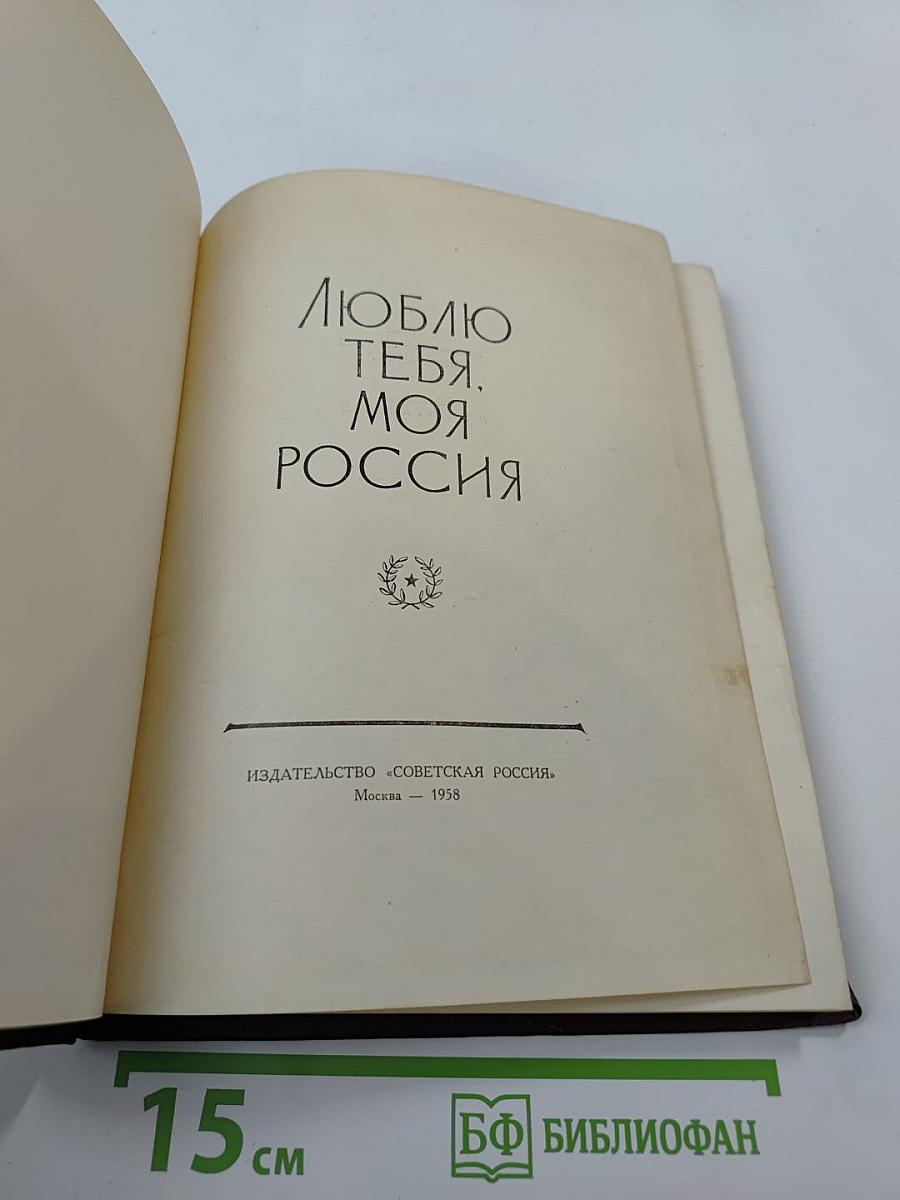 ЛЮБЛЮ
ТЕБЯ,
МОЯ
РОССИЯ
ИЗДАТЕЛЬСТВО «СОВЕТСКАЯ РОССИЯ»
Москва — 1958
15 см
БФ БИБЛИОФАН